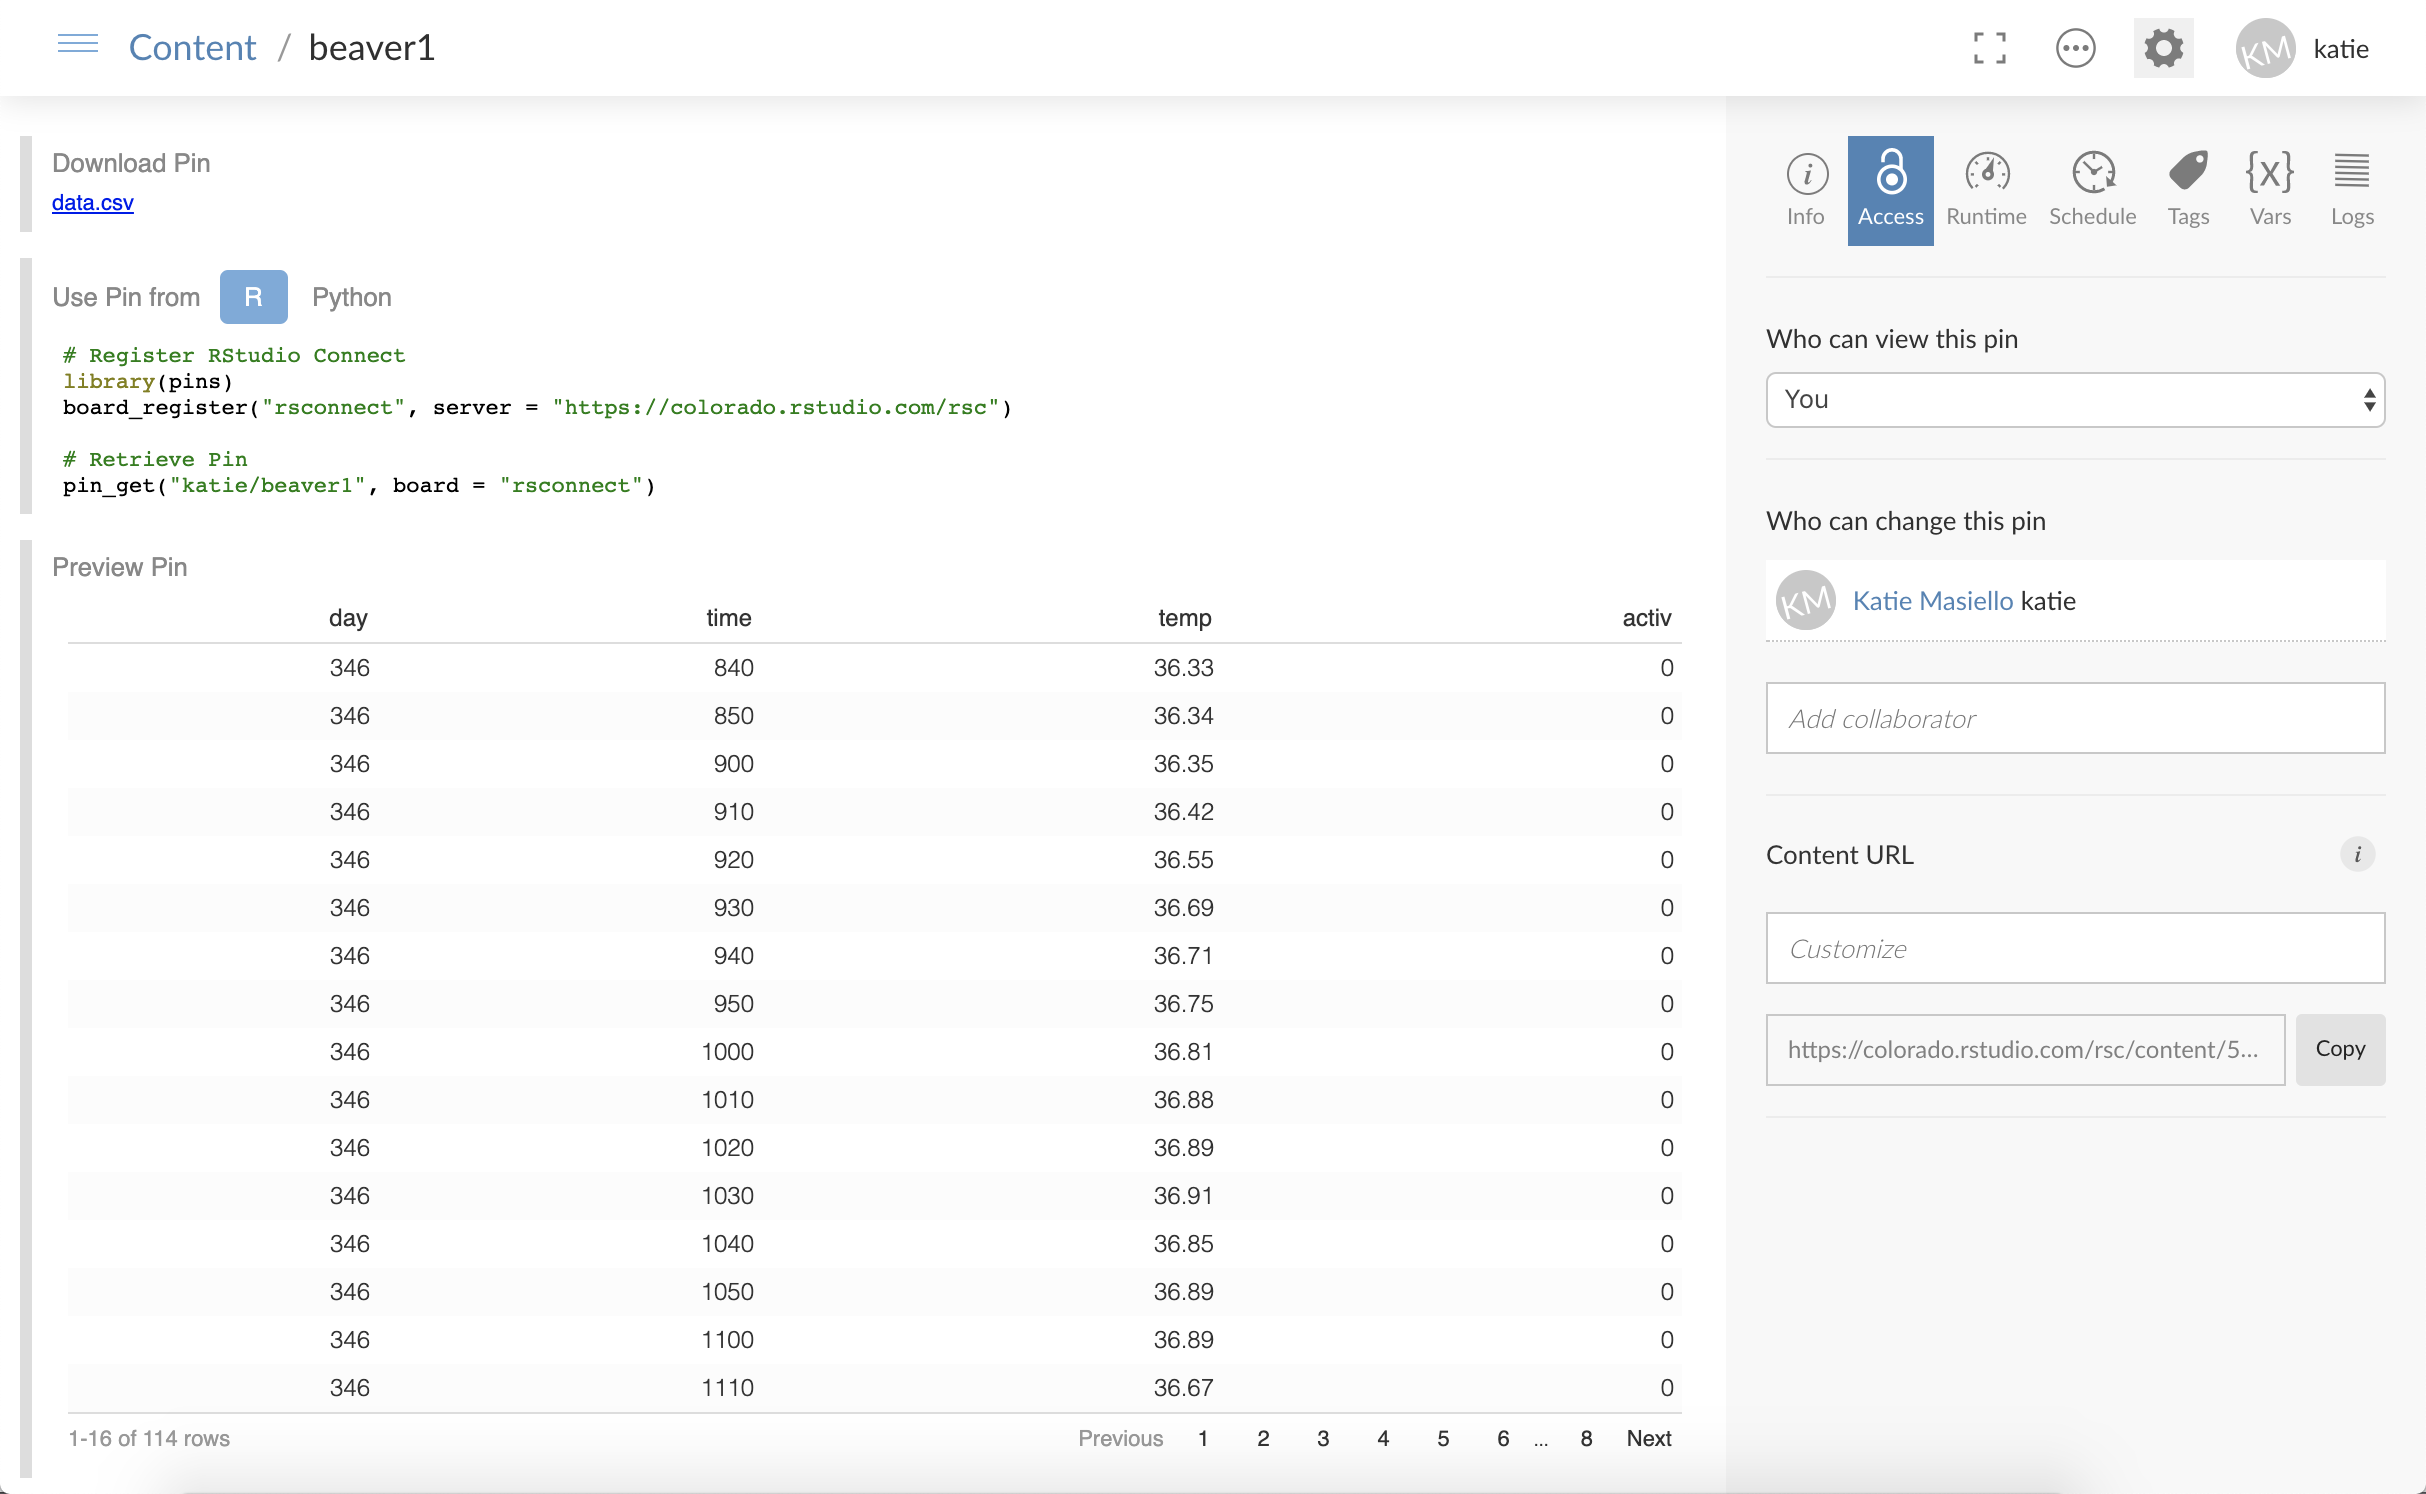 Content / beaver1
KM katie
Download Pin
data.csv
Use Pin from R Python
# Register RStudio Connect
library(pins)
board_register("rsconnect", server = "https://colorado.rstudio.com/rsc")
# Retrieve Pin
pin_get("katie/beaver1", board = "rsconnect")
Preview Pin
day time temp activ
346 840 36.33 0
346 850 36.34 0
346 900 36.35 0
346 910 36.42 0
346 920 36.55 0
346 930 36.69 0
346 940 36.71 0
346 950 36.75 0
346 1000 36.81 0
346 1010 36.88 0
346 1020 36.89 0
346 1030 36.91 0
346 1040 36.85 0
346 1050 36.89 0
346 1100 36.89 0
346 1110 36.67 0
1-16 of 114 rows Previous 1 2 3 4 5 6 ... 8 Next
i {x}
Info Access Runtime Schedule Tags Vars Logs
Who can view this pin
You
Who can change this pin
KM Katie Masiello katie
Add collaborator
Content URL i
Customize
https://colorado.rstudio.com/rsc/content/5... Copy